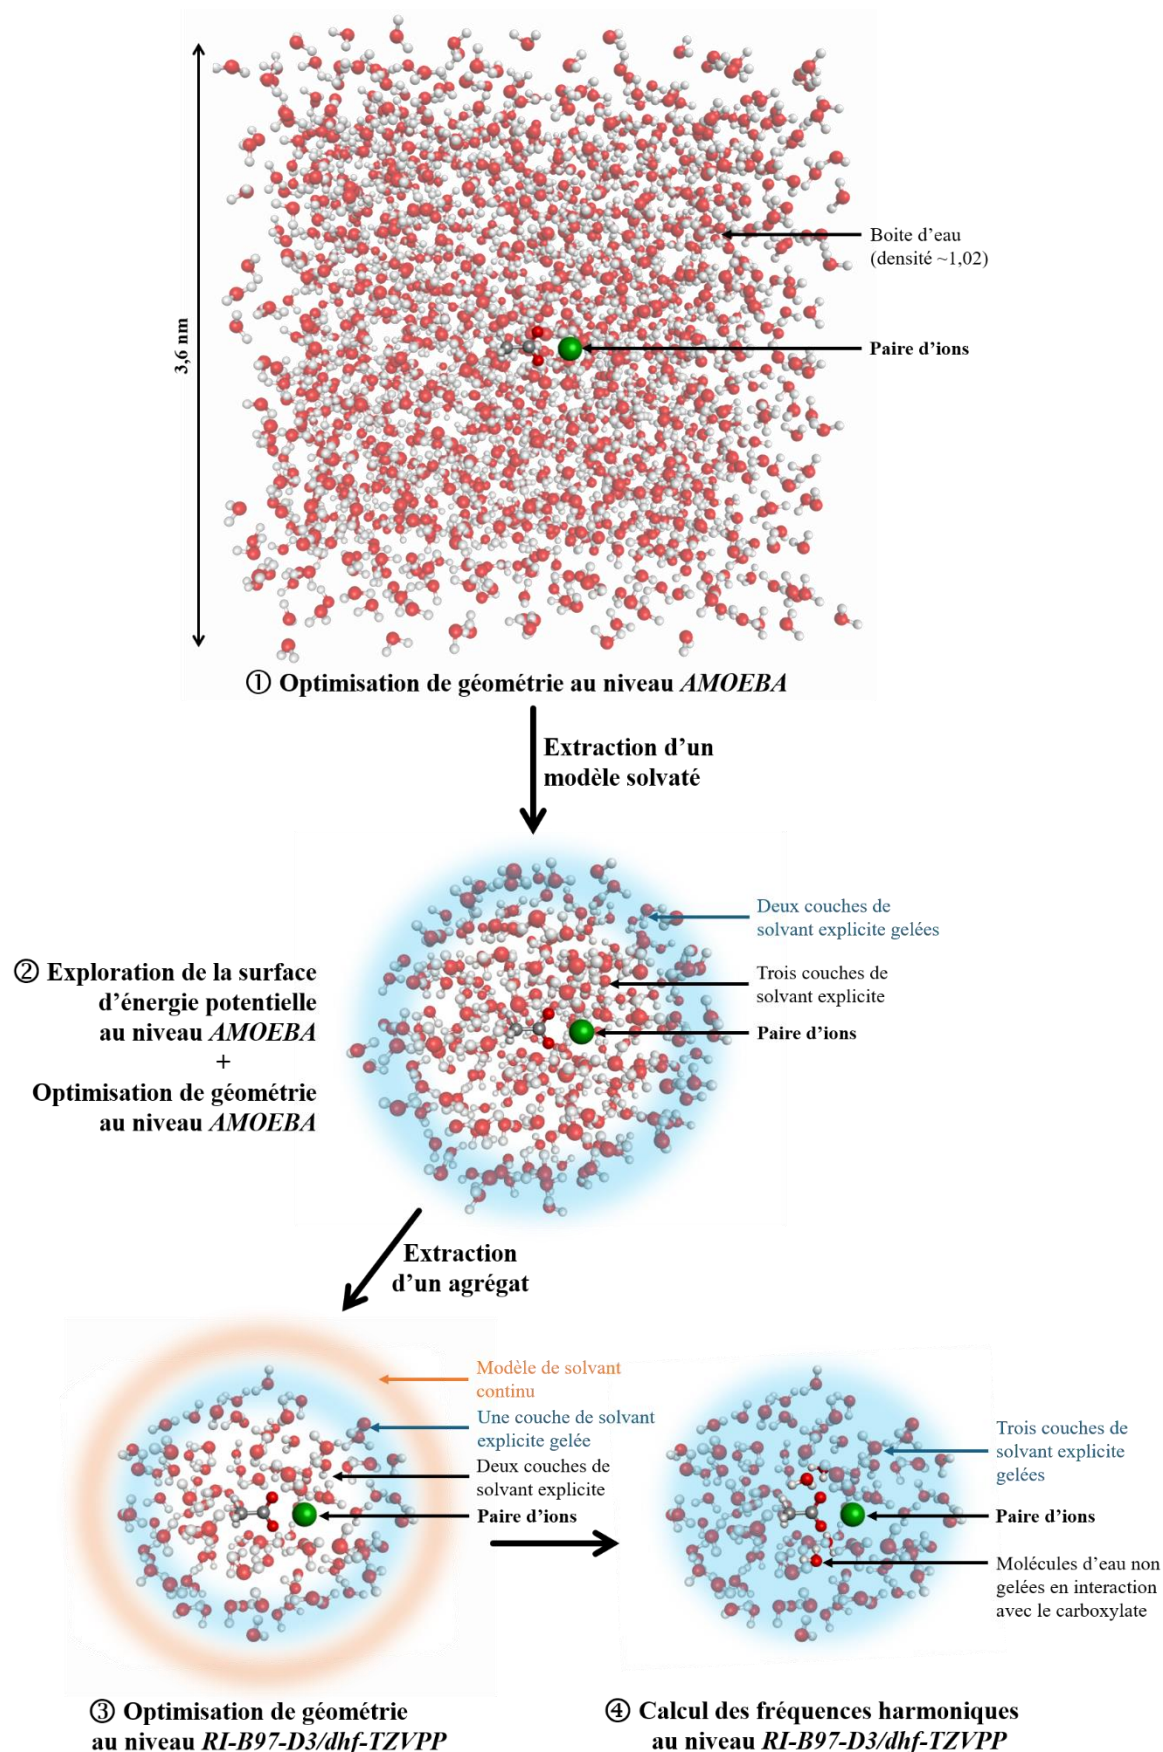 3,6 nm
Boite d'eau
(densité ~1,02)
Paire d'ions
① Optimisation de géométrie au niveau AMOEBA
Extraction d'un
modèle solvaté
Deux couches de
solvant explicite gelées
Trois couches de
solvant explicite
Paire d'ions
② Exploration de la surface
d'énergie potentielle
au niveau AMOEBA
+
Optimisation de géométrie
au niveau AMOEBA
Extraction
d'un agrégat
Modèle de solvant
continu
Une couche de solvant
explicite gelée
Deux couches de
solvant explicite
Paire d'ions
Trois couches de
solvant explicite
gelées
Paire d'ions
Molécules d'eau non
gelées en interaction
avec le carboxylate
③ Optimisation de géométrie
au niveau RI-B97-D3/dhf-TZVPP
④ Calcul des fréquences harmoniques
au niveau RI-B97-D3/dhf-TZVPP